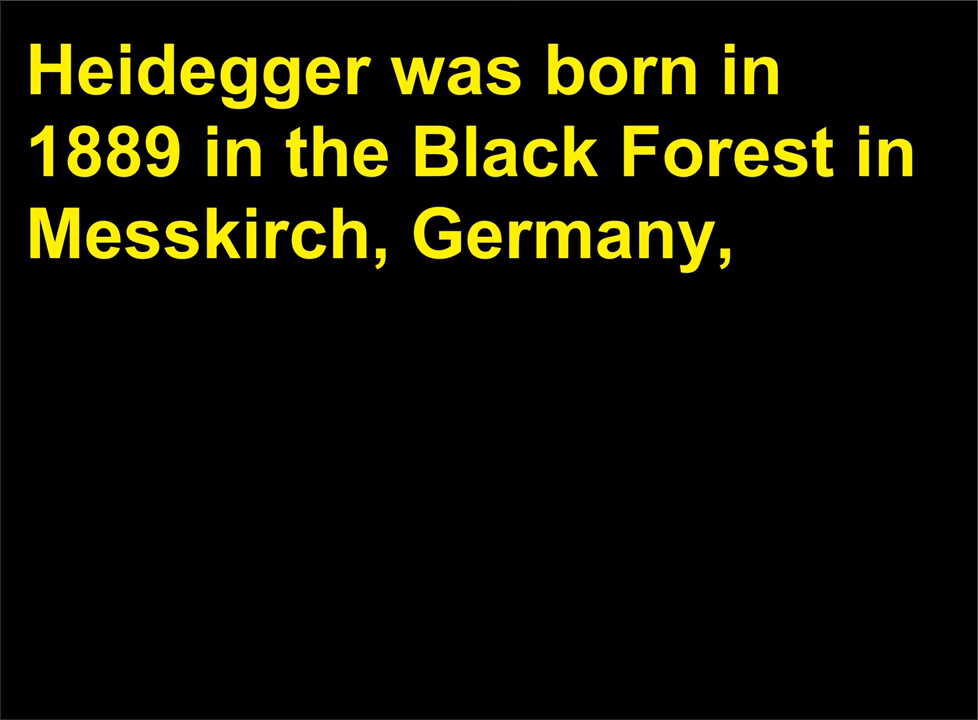 Heidegger was born in
1889 in the Black Forest in
Messkirch, Germany,